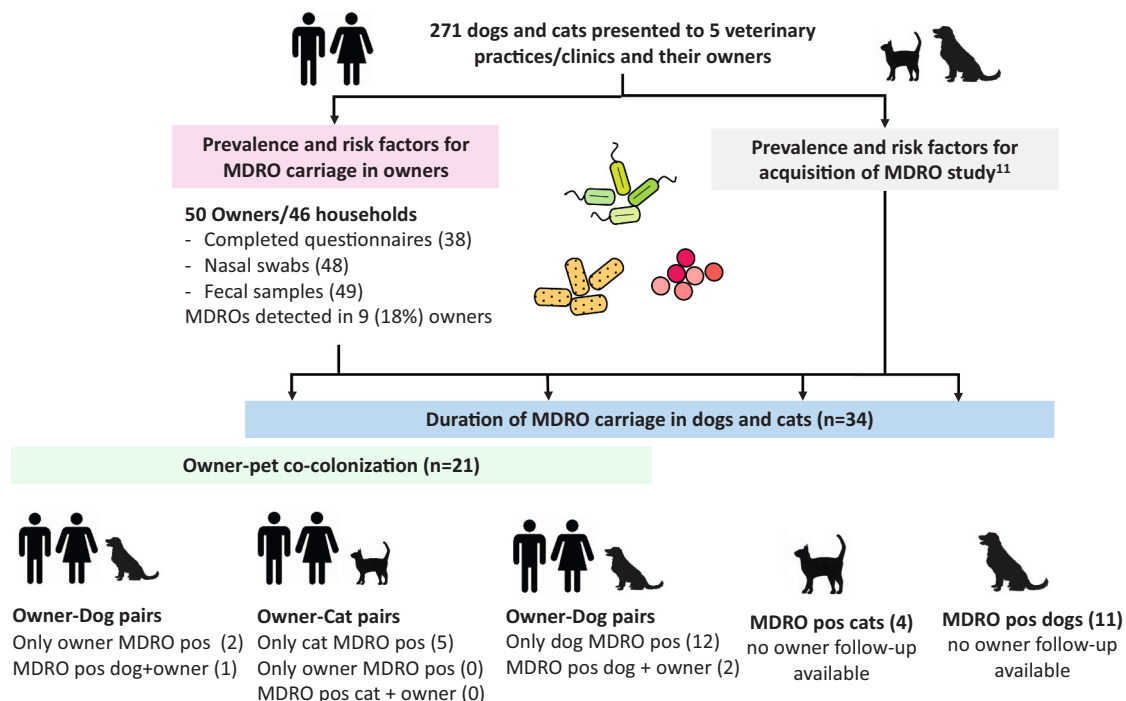 271 dogs and cats presented to 5 veterinary
practices/clinics and their owners
Prevalence and risk factors for
MDRO carriage in owners
Prevalence and risk factors for
acquisition of MDRO study¹¹
50 Owners/46 households
- Completed questionnaires (38)
- Nasal swabs (48)
- Fecal samples (49)
MDROs detected in 9 (18%) owners
Duration of MDRO carriage in dogs and cats (n=34)
Owner-pet co-colonization (n=21)
Owner-Dog pairs
Only owner MDRO pos (2)
MDRO pos dog+owner (1)
Owner-Cat pairs
Only cat MDRO pos (5)
Only owner MDRO pos (0)
MDRO pos cat + owner (0)
Owner-Dog pairs
Only dog MDRO pos (12)
MDRO pos dog + owner (2)
MDRO pos cats (4)
no owner follow-up
available
MDRO pos dogs (11)
no owner follow-up
available